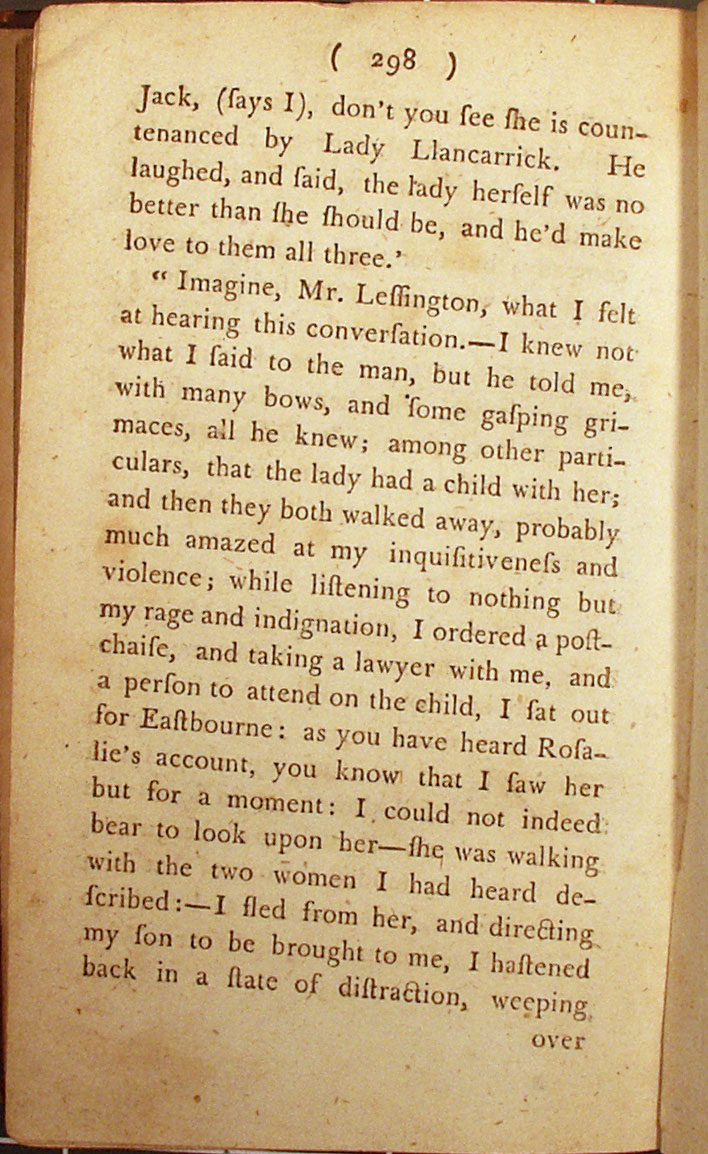 ( 298 )
Jack, (ſays I), don't you ſee ſhe is coun-
tenanced by Lady Llancarrick. He
laughed, and ſaid, the lady herſelf was no
better than ſhe ſhould be, and he'd make
love to them all three.'
“ Imagine, Mr. Leſſington, what I felt
at hearing this converſation.—I knew not
what I ſaid to the man, but he told me,
with many bows, and ſome gaſping gri-
maces, all he knew; among other parti-
culars, that the lady had a child with her;
and then they both walked away, probably
much amazed at my inquiſitiveneſs and
violence; while liſtening to nothing but
my rage and indignation, I ordered a poſt-
chaiſe, and taking a lawyer with me, and
a perſon to attend on the child, I ſat out
for Eaſtbourne: as you have heard Roſa-
lie's account, you know that I ſaw her
but for a moment: I could not indeed
bear to look upon her—ſhe was walking
with the two women I had heard de-
ſcribed:—I fled from her, and directing
my ſon to be brought to me, I haſtened
back in a ſtate of diſtraction, weeping
over